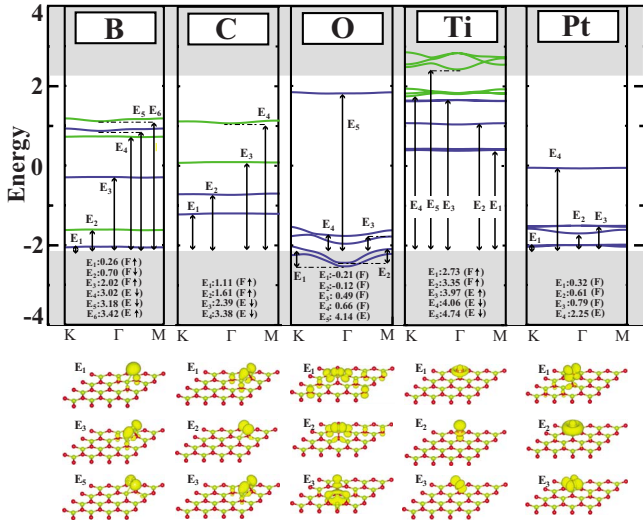 B C O Ti Pt
Energy
4
2
0
-2
-4
E₁
E₂
E₃
E₄
E₅
E₆
E₁:0.26 (F↑)
E₂:0.70 (F↓)
E₃:2.02 (F↑)
E₄:3.02 (E↓)
E₅:3.18 (E↓)
E₆:3.42 (E↑)
E₁
E₂
E₃
E₄
E₁:1.11 (F↑)
E₂:1.61 (F↑)
E₃:2.39 (E↓)
E₄:3.38 (E↓)
E₅
E₄
E₃
E₁
E₂
E₁:-0.21 (F)
E₂:-0.12 (F)
E₃: 0.49 (F)
E₄: 0.66 (F)
E₅: 4.14 (E)
E₄
E₅
E₃
E₂
E₁
E₁:2.73 (F↑)
E₂:3.35 (F↑)
E₃:3.97 (E↑)
E₄:4.06 (E↓)
E₅:4.74 (E↓)
E₄
E₂
E₃
E₁
E₁:0.32 (F)
E₂:0.61 (F)
E₃:0.79 (F)
E₄:2.25 (E)
K Γ M K Γ M K Γ M K Γ M K Γ M
E₁ E₁ E₁ E₁ E₁
E₃ E₂ E₂ E₂ E₂
E₅ E₃ E₃ E₃ E₃